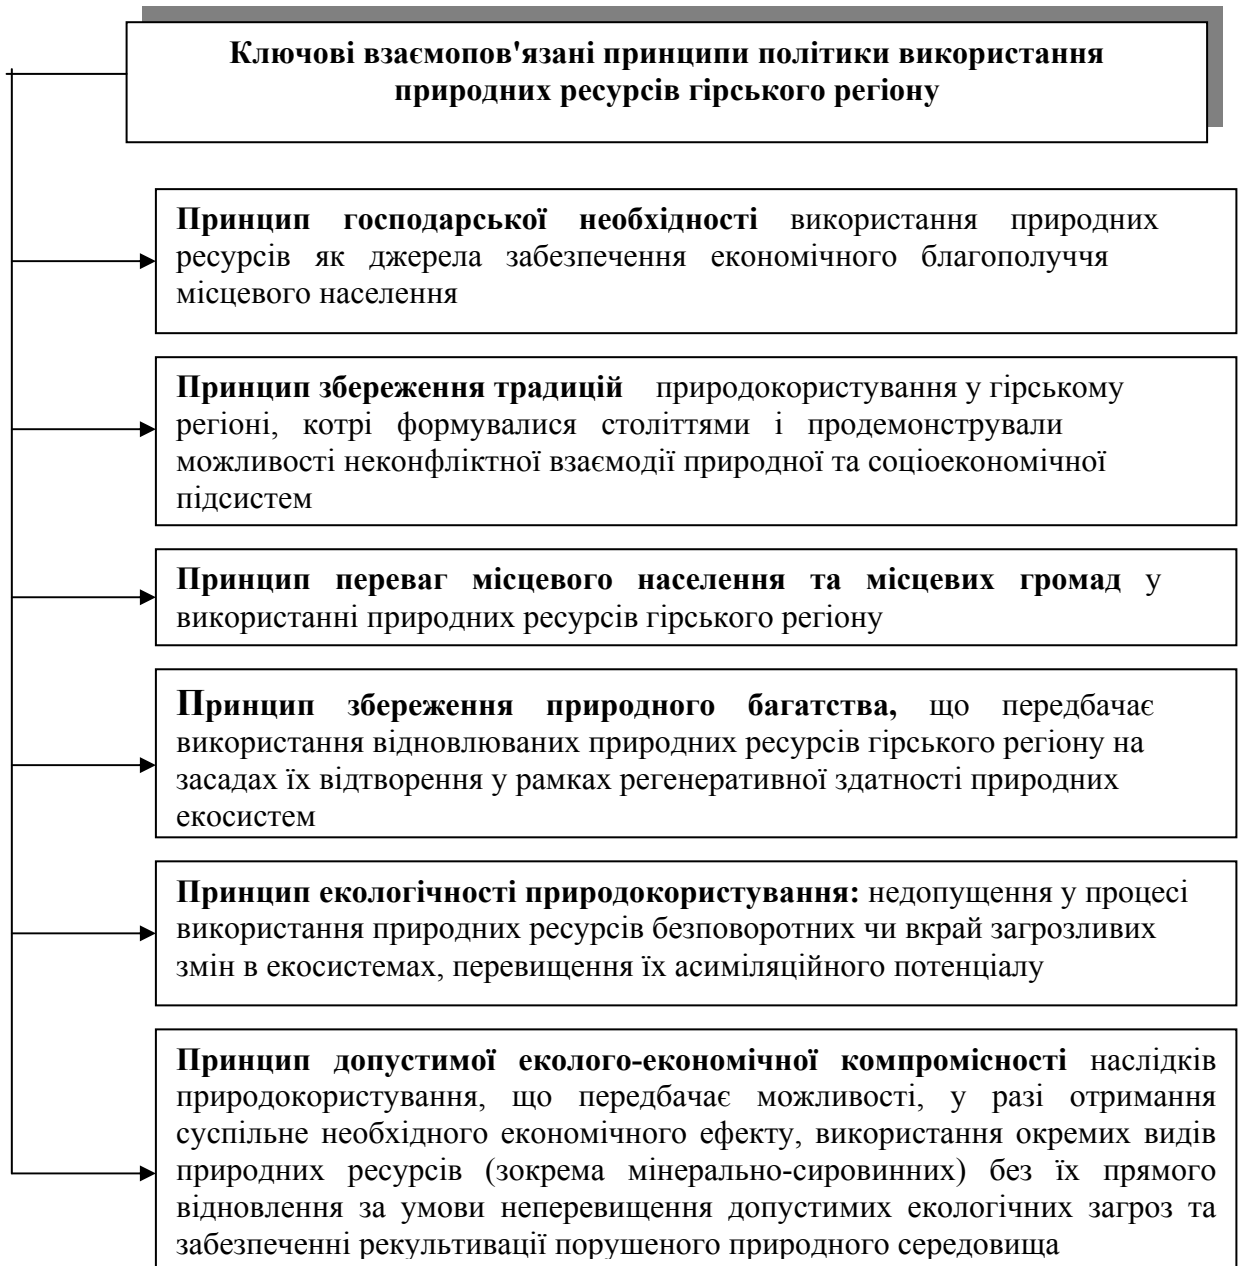 Ключові взаємопов'язані принципи політики використання
природних ресурсів гірського регіону
Принцип господарської необхідності використання природних
ресурсів як джерела забезпечення економічного благополуччя
місцевого населення
Принцип збереження традицій природокористування у гірському
регіоні, котрі формувалися століттями і продемонстрували
можливості неконфліктної взаємодії природної та соціоекономічної
підсистем
Принцип переваг місцевого населення та місцевих громад у
використанні природних ресурсів гірського регіону
Принцип збереження природного багатства, що передбачає
використання відновлюваних природних ресурсів гірського регіону на
засадах їх відтворення у рамках регенеративної здатності природних
екосистем
Принцип екологічності природокористування: недопущення у процесі
використання природних ресурсів безповоротних чи вкрай загрозливих
змін в екосистемах, перевищення їх асиміляційного потенціалу
Принцип допустимої еколого-економічної компромісності наслідків
природокористування, що передбачає можливості, у разі отримання
суспільне необхідного економічного ефекту, використання окремих видів
природних ресурсів (зокрема мінерально-сировинних) без їх прямого
відновлення за умови неперевищення допустимих екологічних загроз та
забезпеченні рекультивації порушеного природного середовища